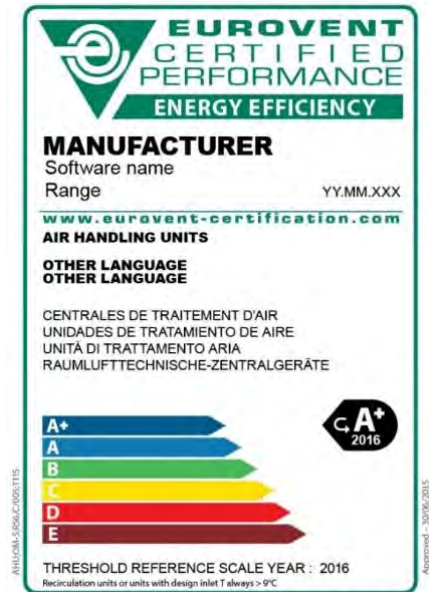 EUROVENT
CERTIFIED
PERFORMANCE
ENERGY EFFICIENCY
MANUFACTURER
Software name
Range YY.MM.XXX
www.eurovent-certification.com
AIR HANDLING UNITS
OTHER LANGUAGE
OTHER LANGUAGE
CENTRALES DE TRAITEMENT D'AIR
UNIDADES DE TRATAMIENTO DE AIRE
UNITÀ DI TRATTAMENTO ARIA
RAUMLUFTTECHNISCHE-ZENTRALGERÄTE
A+
A
B
C
D
E
A+
2016
THRESHOLD REFERENCE SCALE YEAR : 2016
Recirculation units or units with design inlet T always > 9°C
Approved – 30/06/2015